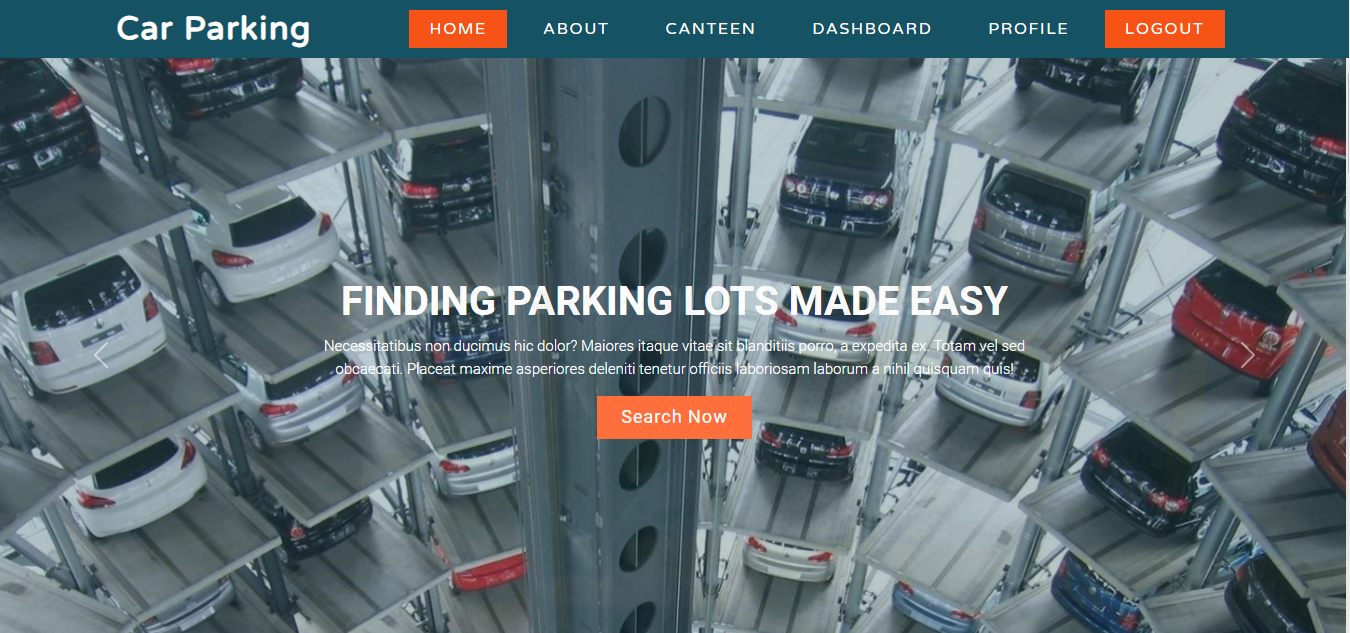 Car Parking
HOME ABOUT CANTEEN DASHBOARD PROFILE LOGOUT
FINDING PARKING LOTS MADE EASY
Necessitatibus non ducimus hic dolor? Maiores itaque vitae sit blanditiis porro, a expedita ex. Totam vel sed
obcaecati. Placeat maxime asperiores deleniti tenetur officiis laboriosam laborum a nihil quisquam quis!
Search Now